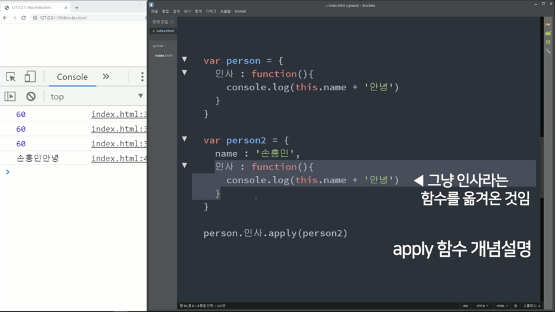 index.html
127.0.0.1:1194/index.html
Console
top
60
index.html:3
60
index.html:3
60
index.html:3
손흥민안녕
index.html:4
index.html
var person = {
인사 : function(){
console.log(this.name + '안녕')
}
}
var person2 = {
name : '손흥민',
인사 : function(){
console.log(this.name + '안녕')
}
}
person.인사.apply(person2)
◀ 그냥 인사라는
함수를 옮겨온 것임
apply 함수 개념설명